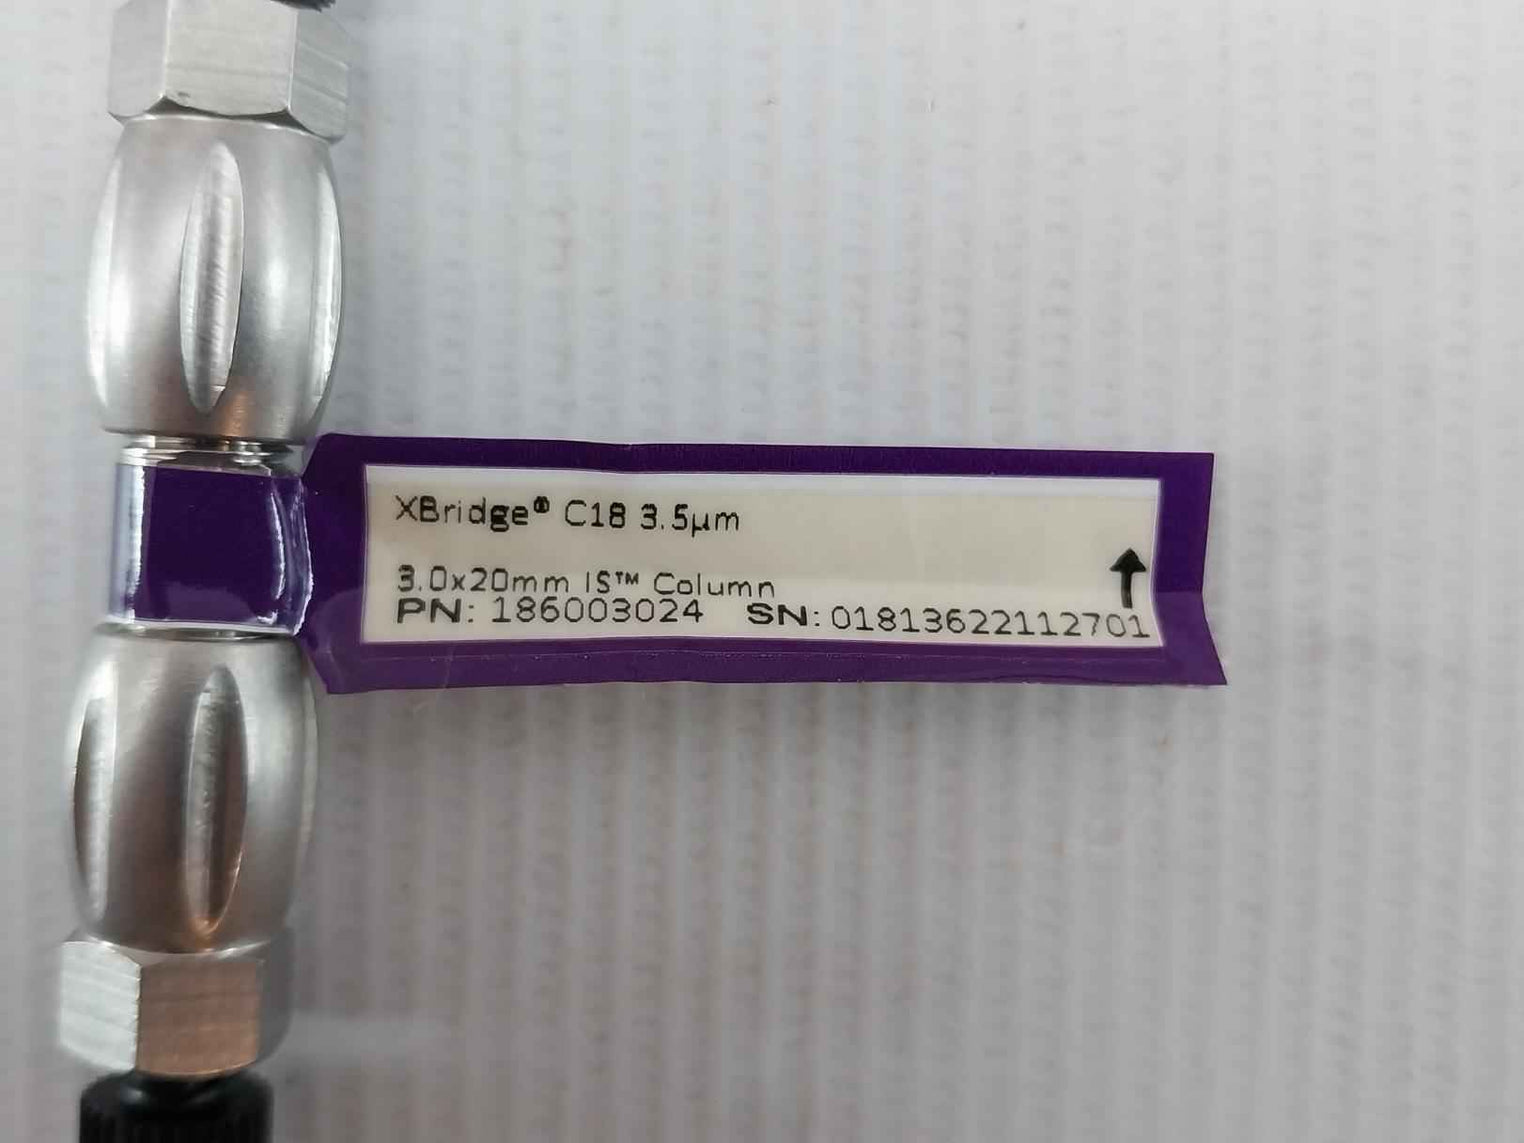 XBridge® C18 3.5µm
3.0x20mm IS™ Column
PN: 186003024 SN: 01813622112701